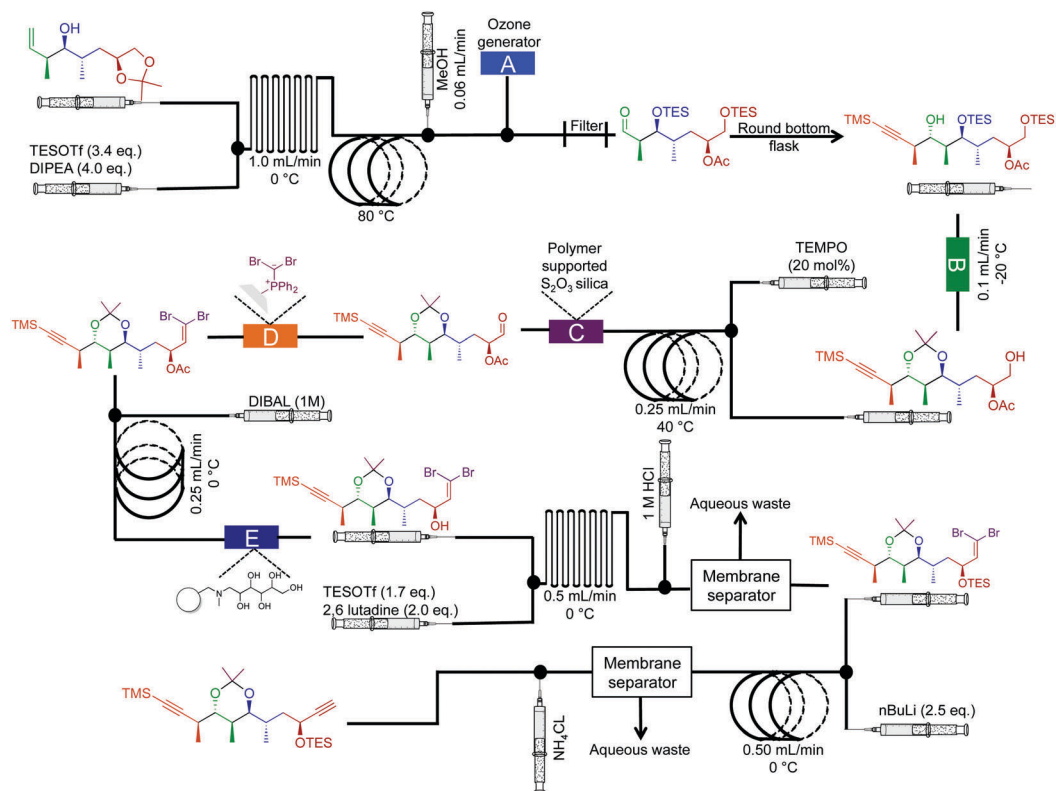 OH
O
O
TESOTf (3.4 eq.)
DIPEA (4.0 eq.)
1.0 mL/min
0 °C
80 °C
MeOH
0.06 mL/min
Ozone
generator
A
Filter
O
OTES
OTES
OAc
Round bottom
flask
TMS
OH
OTES
OTES
OAc
B
0.1 mL/min
-20 °C
TMS
O
O
OH
OAc
TEMPO
(20 mol%)
0.25 mL/min
40 °C
Polymer
supported
S2O3 silica
C
TMS
O
O
O
OAc
Br
Br
PPh2
D
TMS
O
O
Br
Br
OAc
DIBAL (1M)
0.25 mL/min
0 °C
E
N
OH
OH
OH
OH
OH
TMS
O
O
Br
Br
OH
TESOTf (1.7 eq.)
2,6 lutadine (2.0 eq.)
0.5 mL/min
0 °C
1 M HCl
Aqueous waste
Membrane
separator
TMS
O
O
Br
Br
OTES
nBuLi (2.5 eq.)
0.50 mL/min
0 °C
Membrane
separator
Aqueous waste
NH4CL
TMS
O
O
OTES